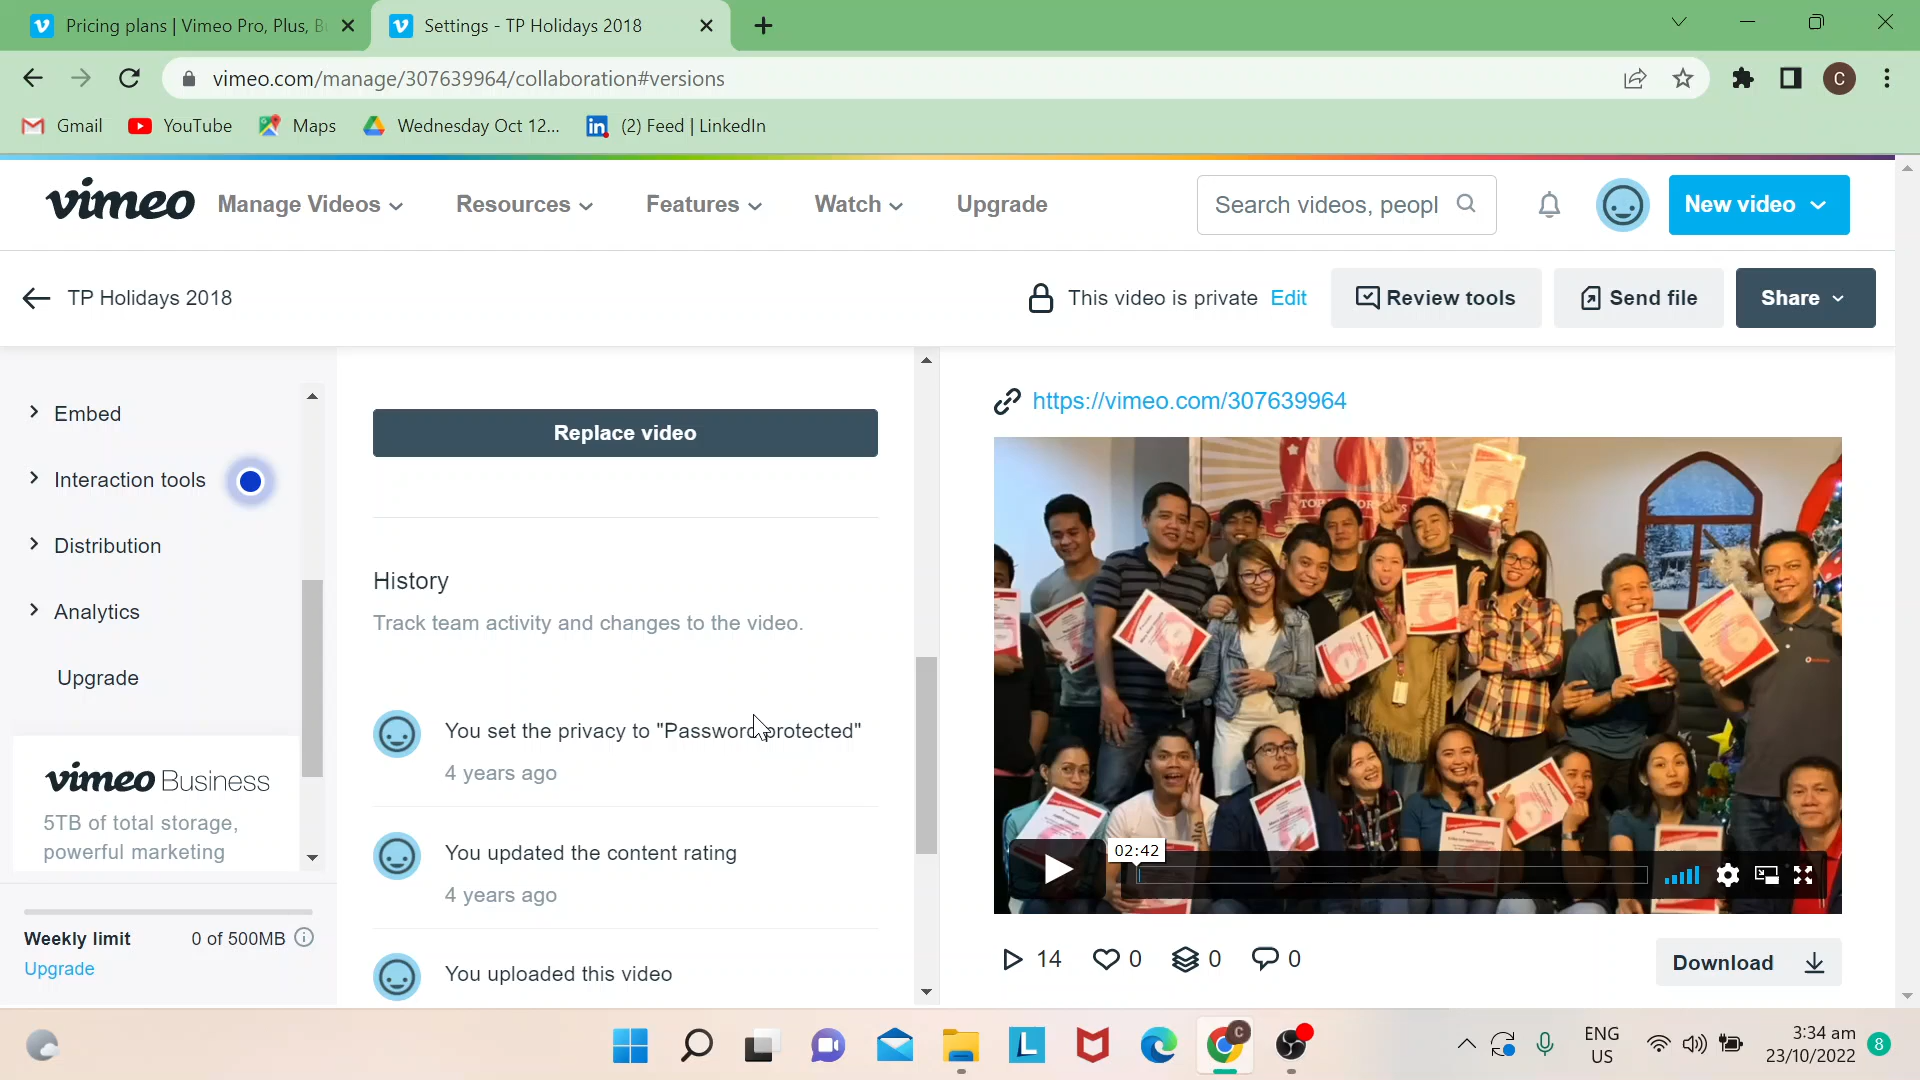 Pricing plans | Vimeo Pro, Plus, B
Settings - TP Holidays 2018
vimeo.com/manage/307639964/collaboration#versions
C
Gmail
YouTube
Maps
Wednesday Oct 12...
(2) Feed | LinkedIn
vimeo
Manage Videos
Resources
Features
Watch
Upgrade
Search videos, peopl
New video
TP Holidays 2018
This video is private Edit
Review tools
Send file
Share
Embed
Interaction tools
Distribution
Analytics
Upgrade
vimeo Business
5TB of total storage,
powerful marketing
Weekly limit
0 of 500MB
Upgrade
Replace video
History
Track team activity and changes to the video.
You set the privacy to "Password protected"
4 years ago
You updated the content rating
4 years ago
You uploaded this video
https://vimeo.com/307639964
02:42
14
0
0
0
Download
ENG
US
3:34 am
23/10/2022
8